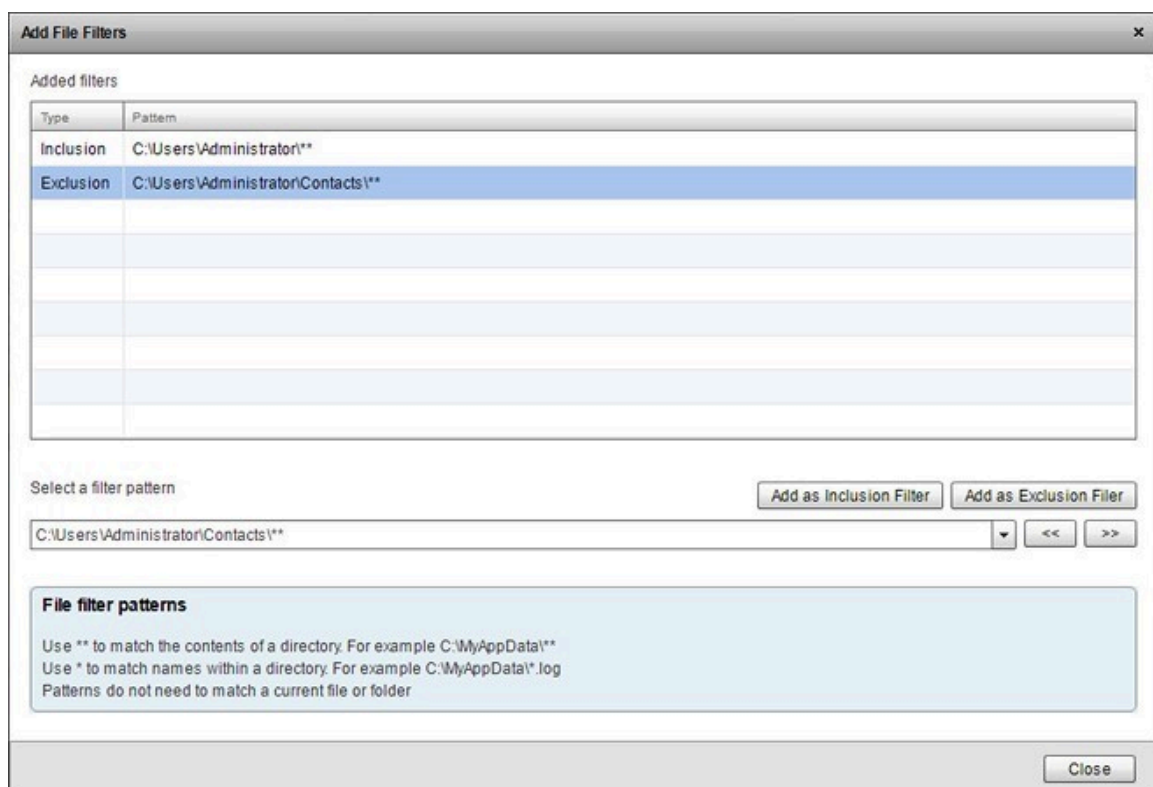 Add File Filters x
Added filters
Type Pattern
Inclusion C:\Users\Administrator\**
Exclusion C:\Users\Administrator\Contacts\**
Select a filter pattern
Add as Inclusion Filter Add as Exclusion Filer
C:\Users\Administrator\Contacts\** << >>
File filter patterns
Use ** to match the contents of a directory. For example C:\MyAppData\**
Use * to match names within a directory. For example C:\MyAppData\*.log
Patterns do not need to match a current file or folder
Close